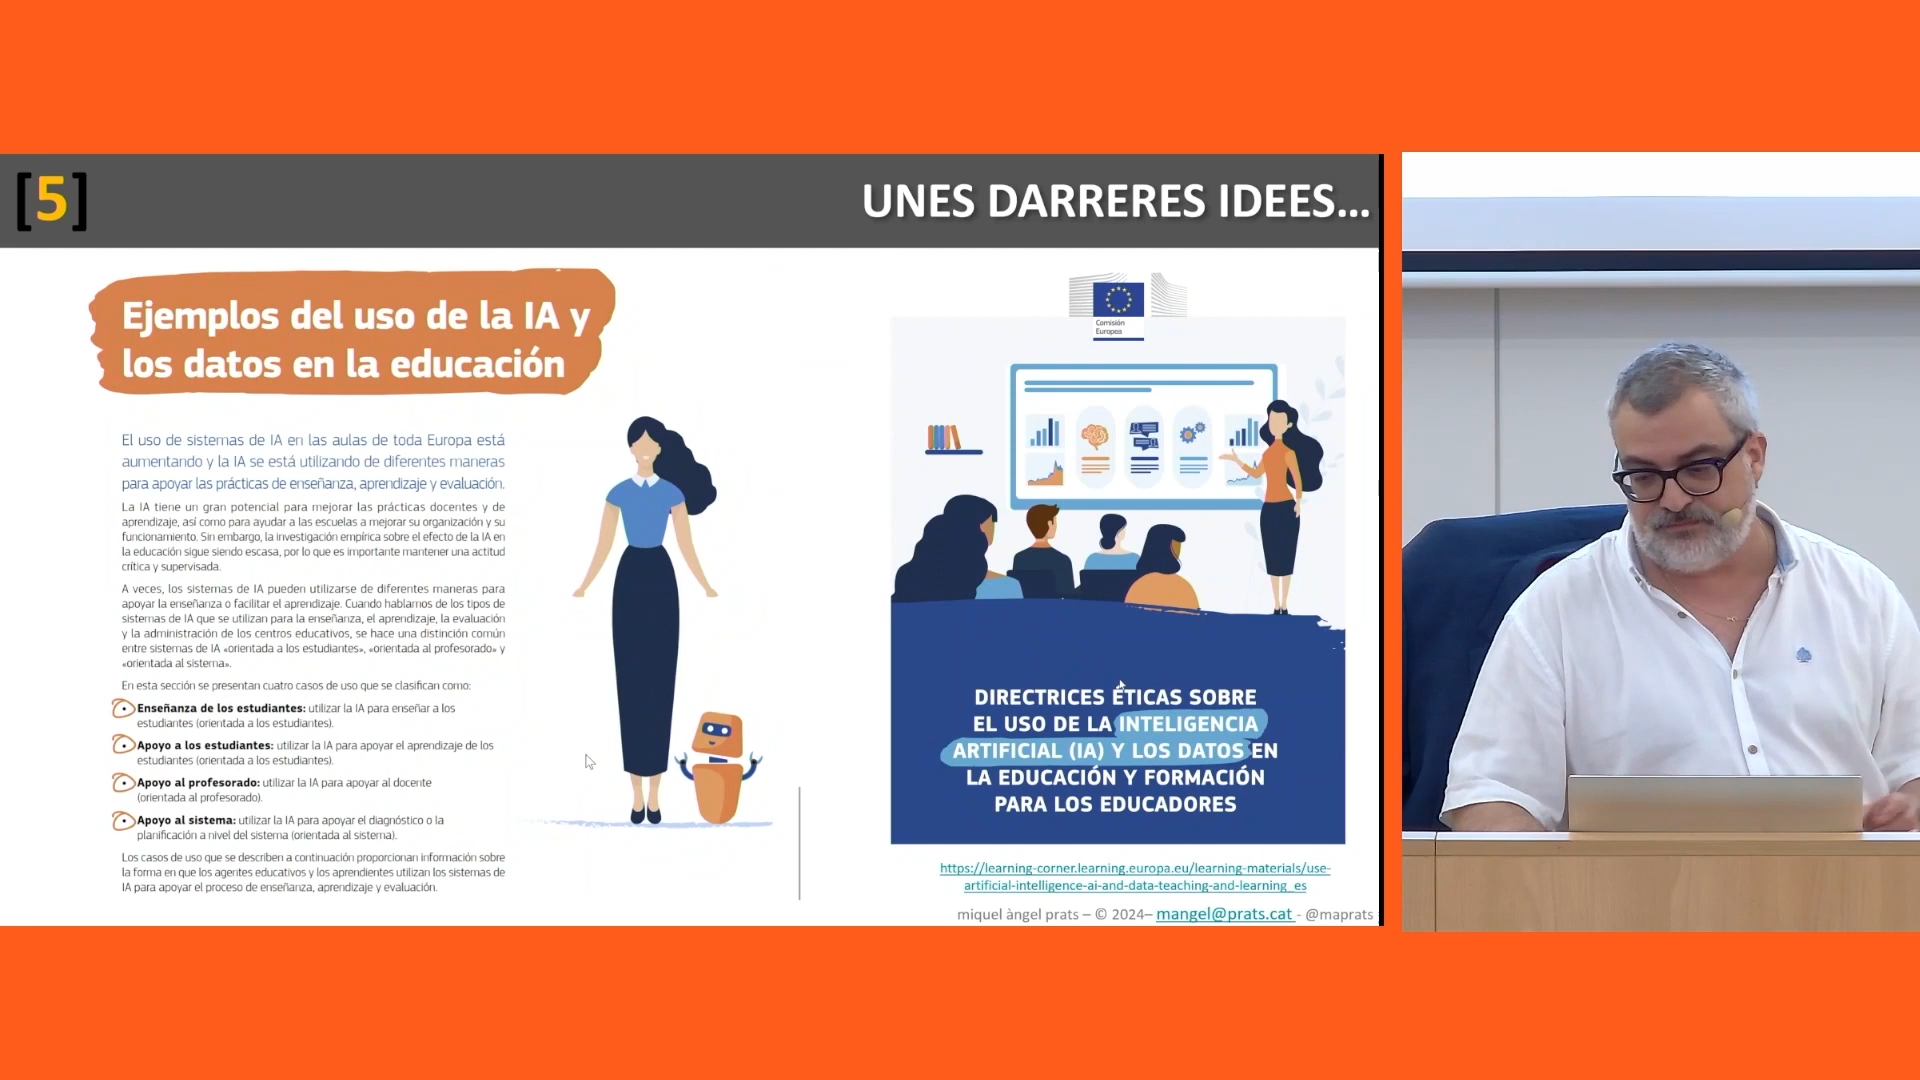 [5]
UNES DARRERES IDEES...
Ejemplos del uso de la IA y
los datos en la educación
El uso de sistemas de IA en las aulas de toda Europa está
aumentando y la IA se está utilizando de diferentes maneras
para apoyar las prácticas de enseñanza, aprendizaje y evaluación.
La IA tiene un gran potencial para mejorar las prácticas docentes y de
aprendizaje, así como para ayudar a las escuelas a mejorar su organización y su
funcionamiento. Sin embargo, la investigación empírica sobre el efecto de la IA en
la educación sigue siendo escasa, por lo que es importante mantener una actitud
crítica y supervisada.
A veces, los sistemas de IA pueden utilizarse de diferentes maneras para
apoyar la enseñanza o facilitar el aprendizaje. Cuando hablamos de los tipos de
sistemas de IA que se utilizan para la enseñanza, el aprendizaje, la evaluación
y la administración de los centros educativos, se hace una distinción común
entre sistemas de IA «orientada a los estudiantes», «orientada al profesorado» y
«orientada al sistema».
En esta sección se presentan cuatro casos de uso que se clasifican como:
• Enseñanza de los estudiantes: utilizar la IA para enseñar a los
estudiantes (orientada a los estudiantes).
• Apoyo a los estudiantes: utilizar la IA para apoyar el aprendizaje de los
estudiantes (orientada a los estudiantes).
• Apoyo al profesorado: utilizar la IA para apoyar al docente
(orientada al profesorado).
• Apoyo al sistema: utilizar la IA para apoyar el diagnóstico o la
planificación a nivel del sistema (orientada al sistema).
Los casos de uso que se describen a continuación proporcionan información sobre
la forma en que los agentes educativos y los aprendientes utilizan los sistemas de
IA para apoyar el proceso de enseñanza, aprendizaje y evaluación.
Comisión
Europea
DIRECTRICES ÉTICAS SOBRE
EL USO DE LA INTELIGENCIA
ARTIFICIAL (IA) Y LOS DATOS EN
LA EDUCACIÓN Y FORMACIÓN
PARA LOS EDUCADORES
https://learning-corner.learning.europa.eu/learning-materials/use-
artificial-intelligence-ai-and-data-teaching-and-learning_es
miquel àngel prats – © 2024– mangel@prats.cat - @maprats